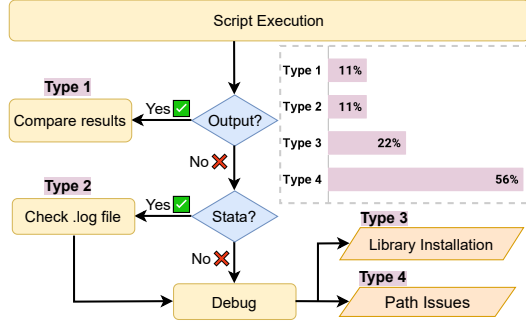 Script Execution
Type 1
11%
Type 2
11%
Type 3
22%
Type 4
56%
Type 1
Compare results
Yes
Output?
No
Type 2
Check .log file
Yes
Stata?
No
Debug
Type 3
Library Installation
Type 4
Path Issues